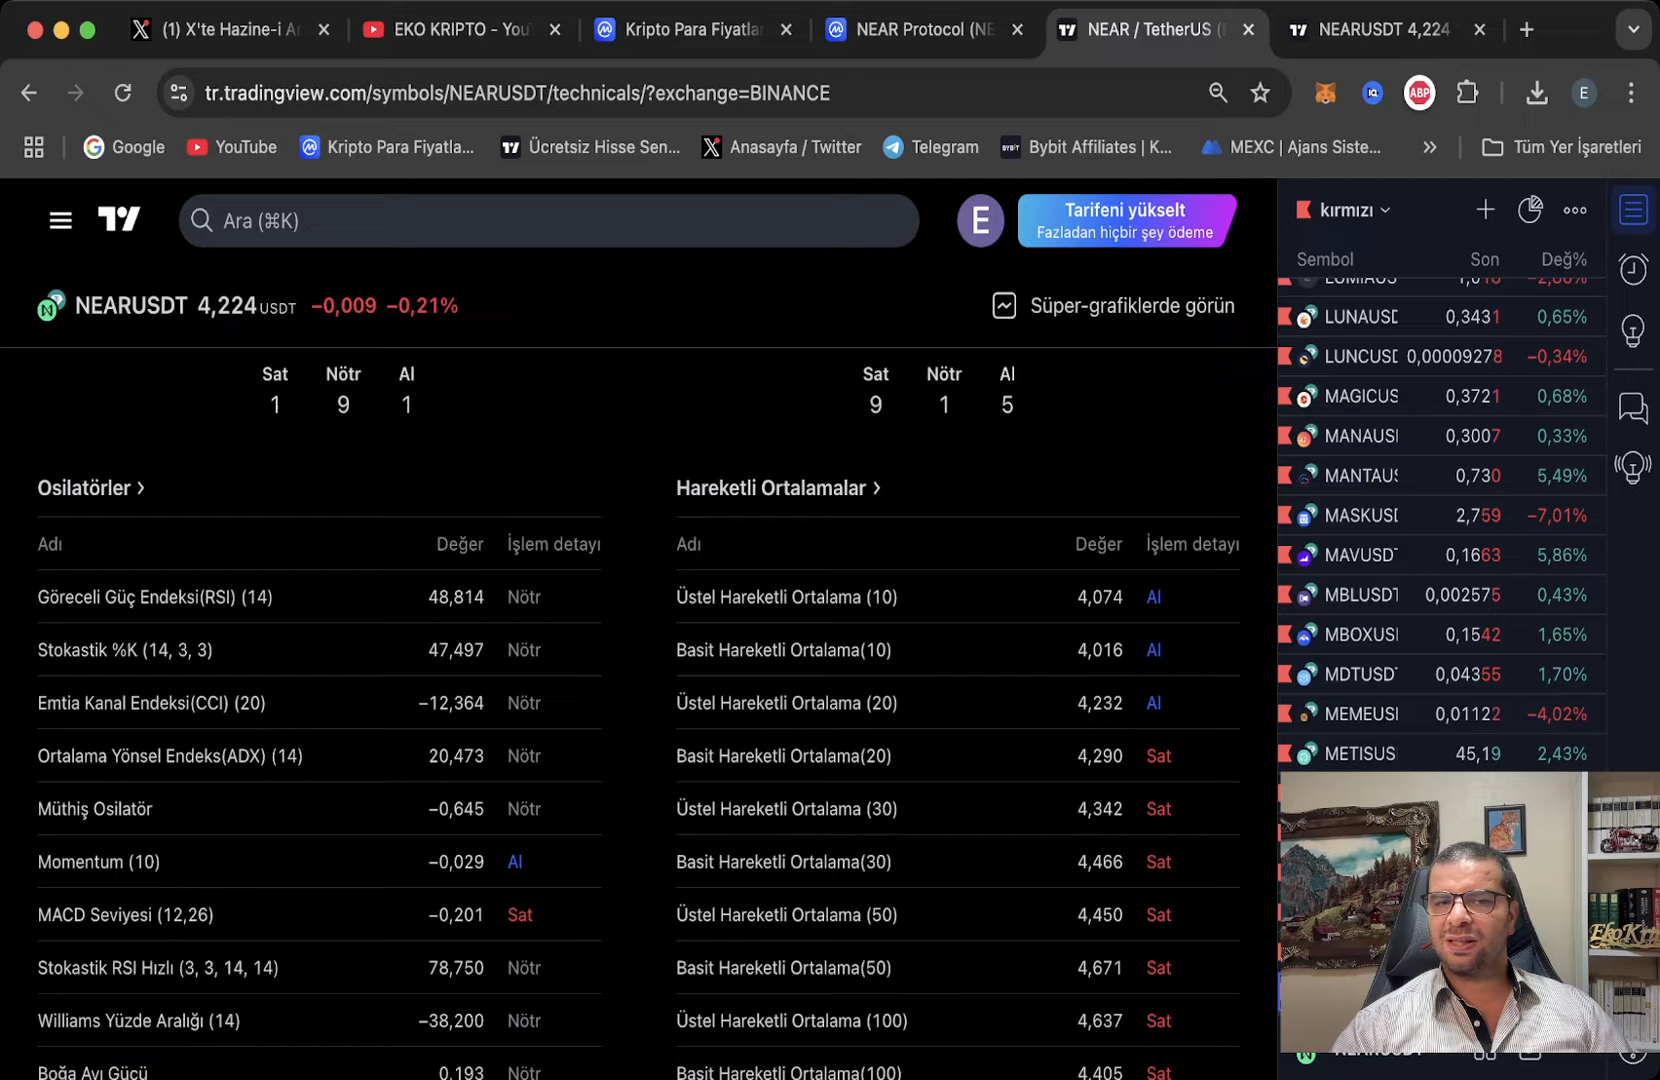 (1) X'te Hazine-i Ar
EKO KRIPTO - You
Kripto Para Fiyatlar
NEAR Protocol (NE
NEAR / TetherUS (
NEARUSDT 4,224
tr.tradingview.com/symbols/NEARUSDT/technicals/?exchange=BINANCE
ABP
E
Google
YouTube
Kripto Para Fiyatla...
Ücretsiz Hisse Sen...
Anasayfa / Twitter
Telegram
Bybit Affiliates | K...
MEXC | Ajans Siste...
Tüm Yer İşaretleri
Ara (⌘K)
E
Tarifeni yükselt
Fazladan hiçbir şey ödeme
NEARUSDT 4,224 USDT −0,009 −0,21%
Süper-grafiklerde görün
Sat Nötr Al
1 9 1
Sat Nötr Al
9 1 5
Osilatörler
Adı Değer İşlem detayı
Göreceli Güç Endeksi(RSI) (14) 48,814 Nötr
Stokastik %K (14, 3, 3) 47,497 Nötr
Emtia Kanal Endeksi(CCI) (20) −12,364 Nötr
Ortalama Yönsel Endeks(ADX) (14) 20,473 Nötr
Müthiş Osilatör −0,645 Nötr
Momentum (10) −0,029 Al
MACD Seviyesi (12,26) −0,201 Sat
Stokastik RSI Hızlı (3, 3, 14, 14) 78,750 Nötr
Williams Yüzde Aralığı (14) −38,200 Nötr
Boğa Ayı Gücü 0,193 Nötr
Hareketli Ortalamalar
Adı Değer İşlem detayı
Üstel Hareketli Ortalama (10) 4,074 Al
Basit Hareketli Ortalama(10) 4,016 Al
Üstel Hareketli Ortalama (20) 4,232 Al
Basit Hareketli Ortalama(20) 4,290 Sat
Üstel Hareketli Ortalama (30) 4,342 Sat
Basit Hareketli Ortalama(30) 4,466 Sat
Üstel Hareketli Ortalama (50) 4,450 Sat
Basit Hareketli Ortalama(50) 4,671 Sat
Üstel Hareketli Ortalama (100) 4,637 Sat
Basit Hareketli Ortalama(100) 4,405 Sat
kırmızı
Sembol Son Değ%
LUNAUSD 0,3431 0,65%
LUNCUSD 0,00009278 −0,34%
MAGICUS 0,3721 0,68%
MANAUS 0,3007 0,33%
MANTAUS 0,730 5,49%
MASKUSD 2,759 −7,01%
MAVUSDT 0,1663 5,86%
MBLUSDT 0,002575 0,43%
MBOXUS 0,1542 1,65%
MDTUSDT 0,04355 1,70%
MEMEUS 0,01122 −4,02%
METISUS 45,19 2,43%